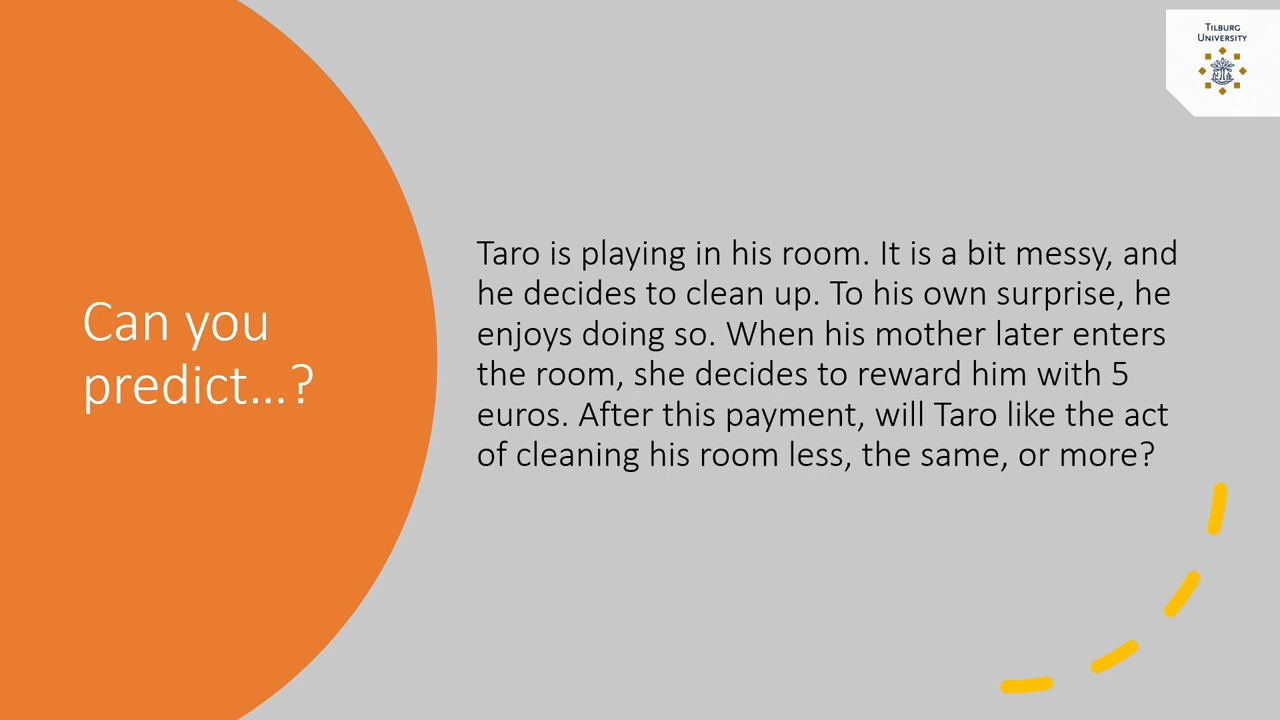 TILBURG
UNIVERSITY
Can you
predict...?
Taro is playing in his room. It is a bit messy, and
he decides to clean up. To his own surprise, he
enjoys doing so. When his mother later enters
the room, she decides to reward him with 5
euros. After this payment, will Taro like the act
of cleaning his room less, the same, or more?